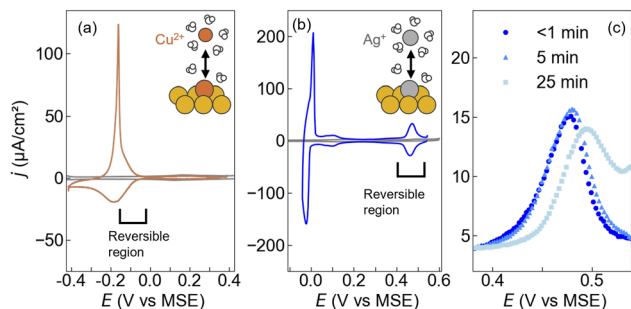 (a)
Cu²⁺
j (μA/cm²)
100
50
0
−50
Reversible
region
-0.4 -0.2 0.0 0.2 0.4
E (V vs MSE)
(b)
Ag⁺
200
100
0
−100
−200
Reversible
region
0.0 0.2 0.4 0.6
E (V vs MSE)
(c)
<1 min
5 min
25 min
15
10
5
0.4 0.5
E (V vs MSE)